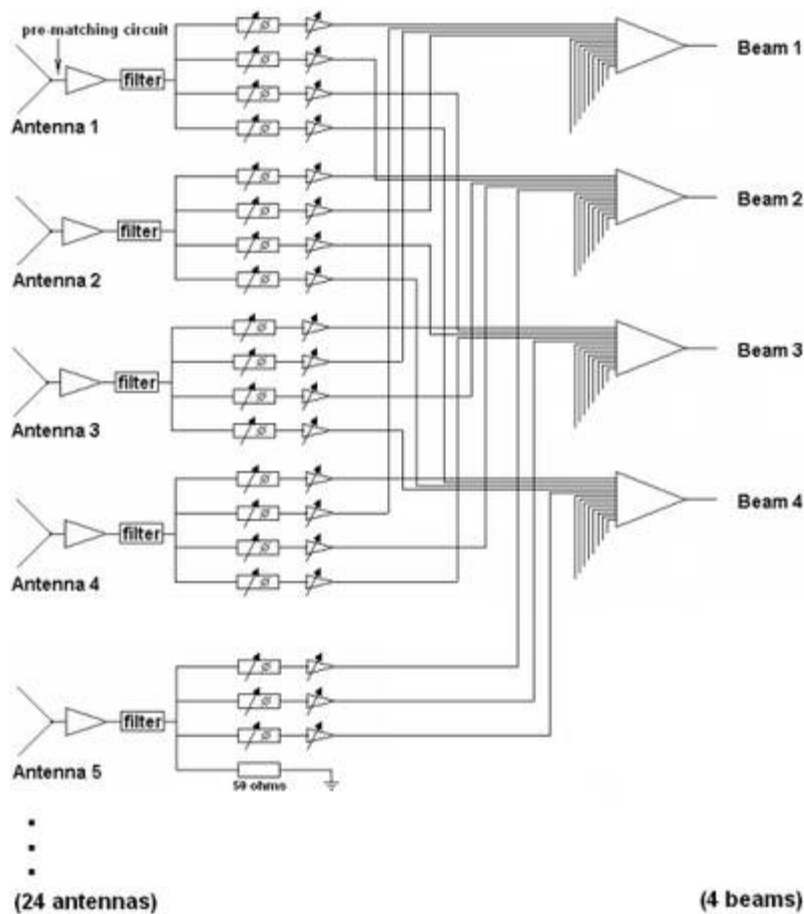 pre-matching circuit
filter
Antenna 1
Beam 1
filter
Antenna 2
Beam 2
filter
Antenna 3
Beam 3
filter
Antenna 4
Beam 4
filter
Antenna 5
50 ohms
(24 antennas)
(4 beams)